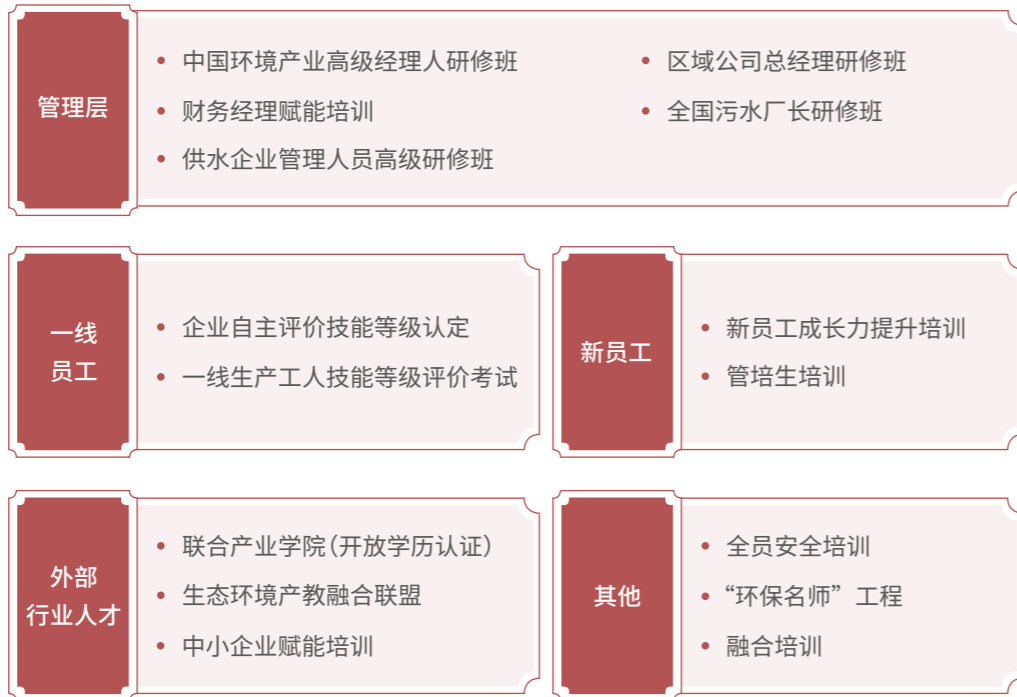 管理层
• 中国环境产业高级经理人研修班
• 区域公司总经理研修班
• 财务经理赋能培训
• 全国污水厂长研修班
• 供水企业管理人员高级研修班
一线
员工
• 企业自主评价技能等级认定
• 一线生产工人技能等级评价考试
新员工
• 新员工成长力提升培训
• 管培生培训
外部
行业人才
• 联合产业学院(开放学历认证)
• 生态环境产教融合联盟
• 中小企业赋能培训
其他
• 全员安全培训
• “环保名师”工程
• 融合培训